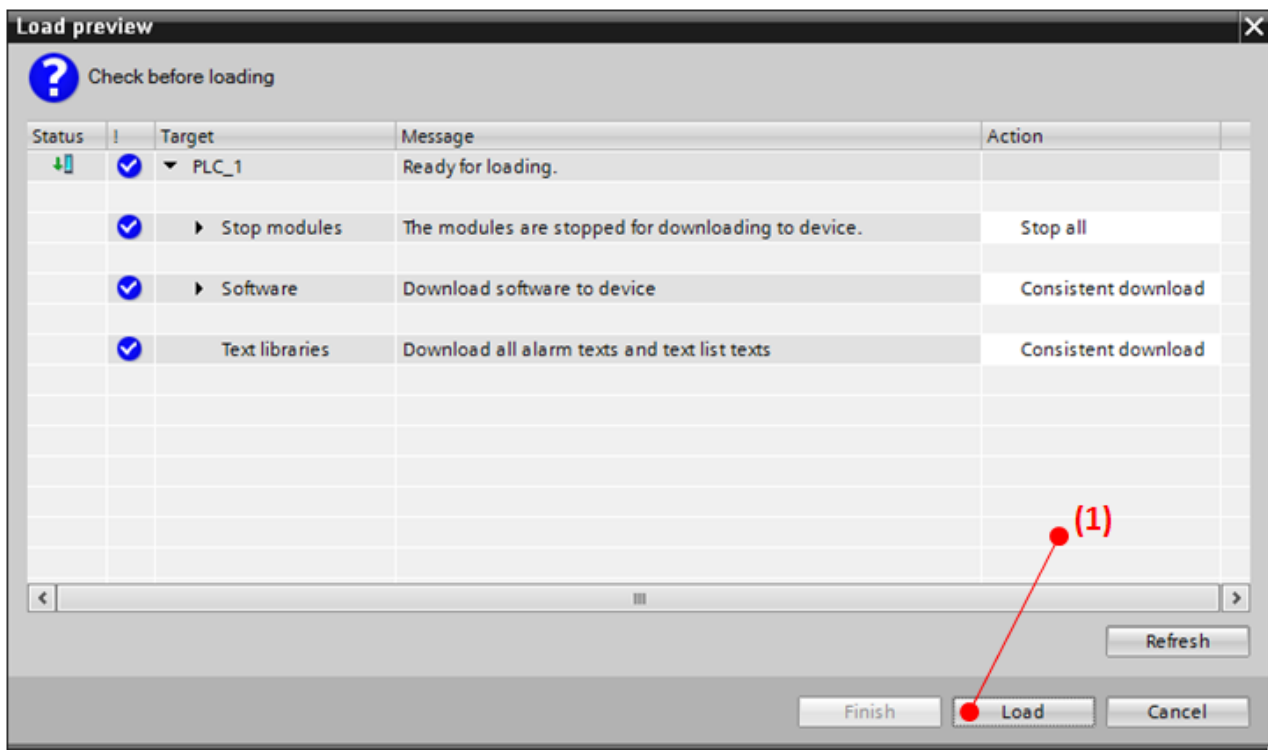 Load preview
Check before loading
Status ! Target Message Action
PLC_1 Ready for loading.
Stop modules The modules are stopped for downloading to device. Stop all
Software Download software to device Consistent download
Text libraries Download all alarm texts and text list texts Consistent download
(1)
Refresh
Finish Load Cancel